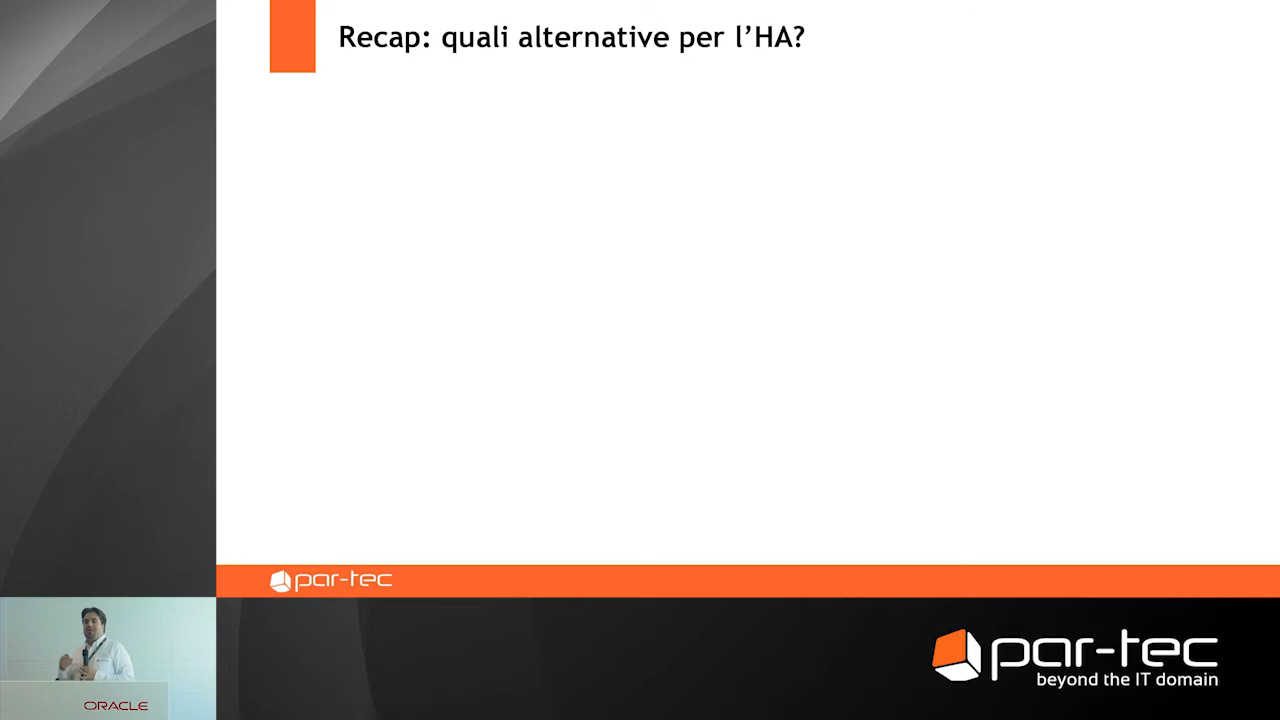 Recap: quali alternative per l’HA?
par-tec
par-tec
beyond the IT domain
ORACLE